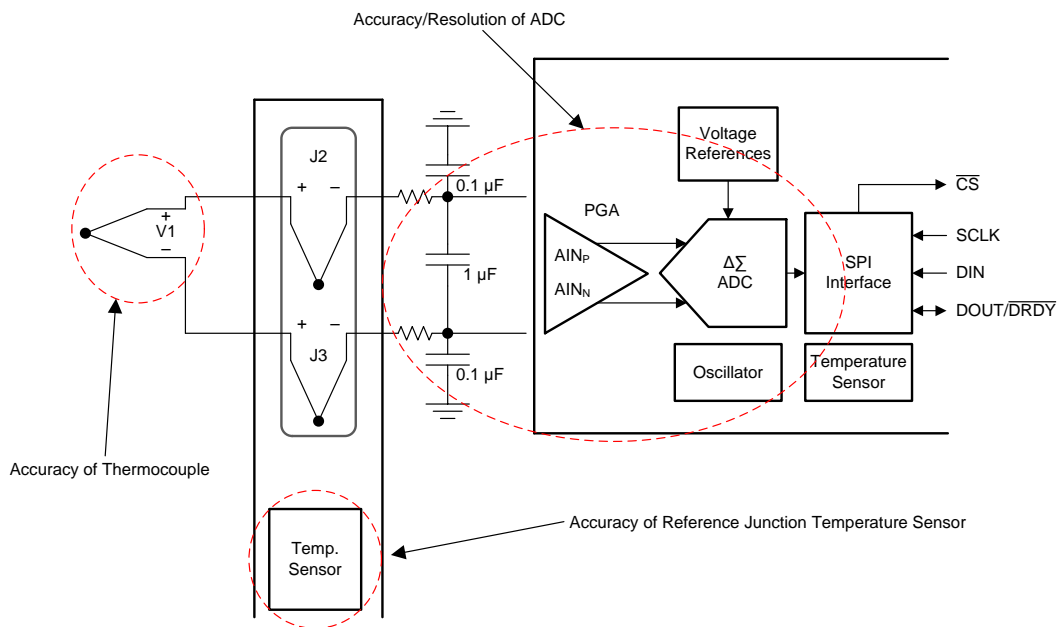 Accuracy/Resolution of ADC
Voltage
References
J2
+ −
0.1 µF
CS̅
PGA
+
V1
−
AINP
ΔΣ
ADC
SPI
Interface
SCLK
DIN
1 µF
AINN
DOUT/D̅R̅D̅Y̅
+ −
J3
0.1 µF
Oscillator
Temperature
Sensor
Accuracy of Thermocouple
Accuracy of Reference Junction Temperature Sensor
Temp.
Sensor